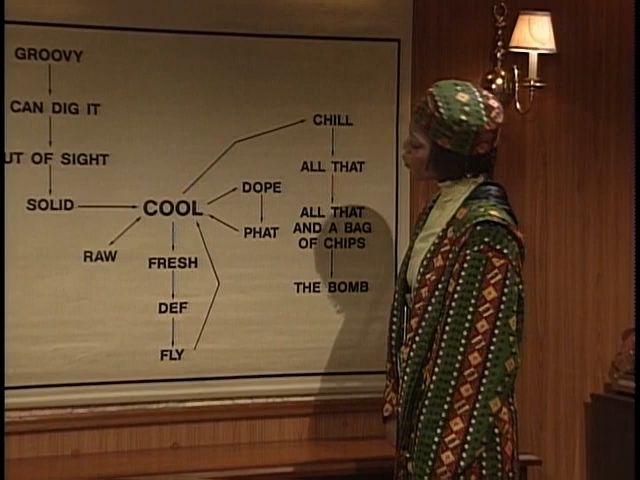 GROOVY
CAN DIG IT
UT OF SIGHT
SOLID
COOL
RAW
FRESH
DEF
FLY
DOPE
PHAT
CHILL
ALL THAT
ALL THAT
AND A BAG
OF CHIPS
THE BOMB